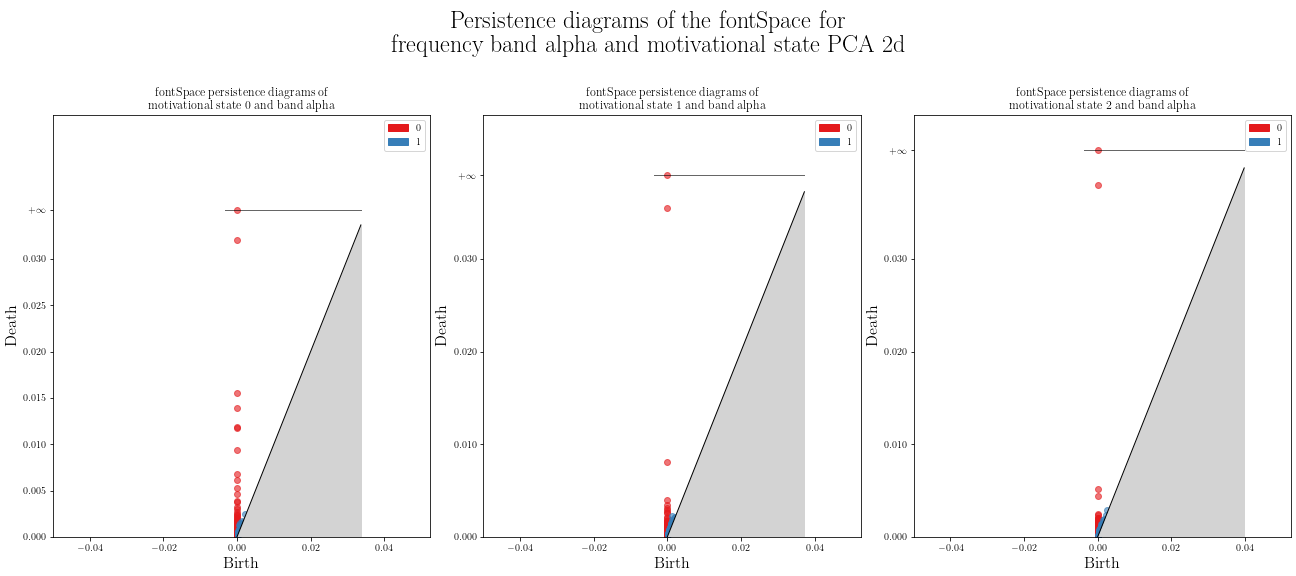 Persistence diagrams of the fontSpace for
frequency band alpha and motivational state PCA 2d
fontSpace persistence diagrams of
motivational state 0 and band alpha
0
1
+∞
0.030
0.025
0.020
0.015
0.010
0.005
0.000
Death
−0.04
−0.02
0.00
0.02
0.04
Birth
fontSpace persistence diagrams of
motivational state 1 and band alpha
0
1
+∞
0.030
0.020
0.010
0.000
Death
−0.04
−0.02
0.00
0.02
0.04
Birth
fontSpace persistence diagrams of
motivational state 2 and band alpha
0
1
+∞
0.030
0.020
0.010
0.000
Death
−0.04
−0.02
0.00
0.02
0.04
Birth